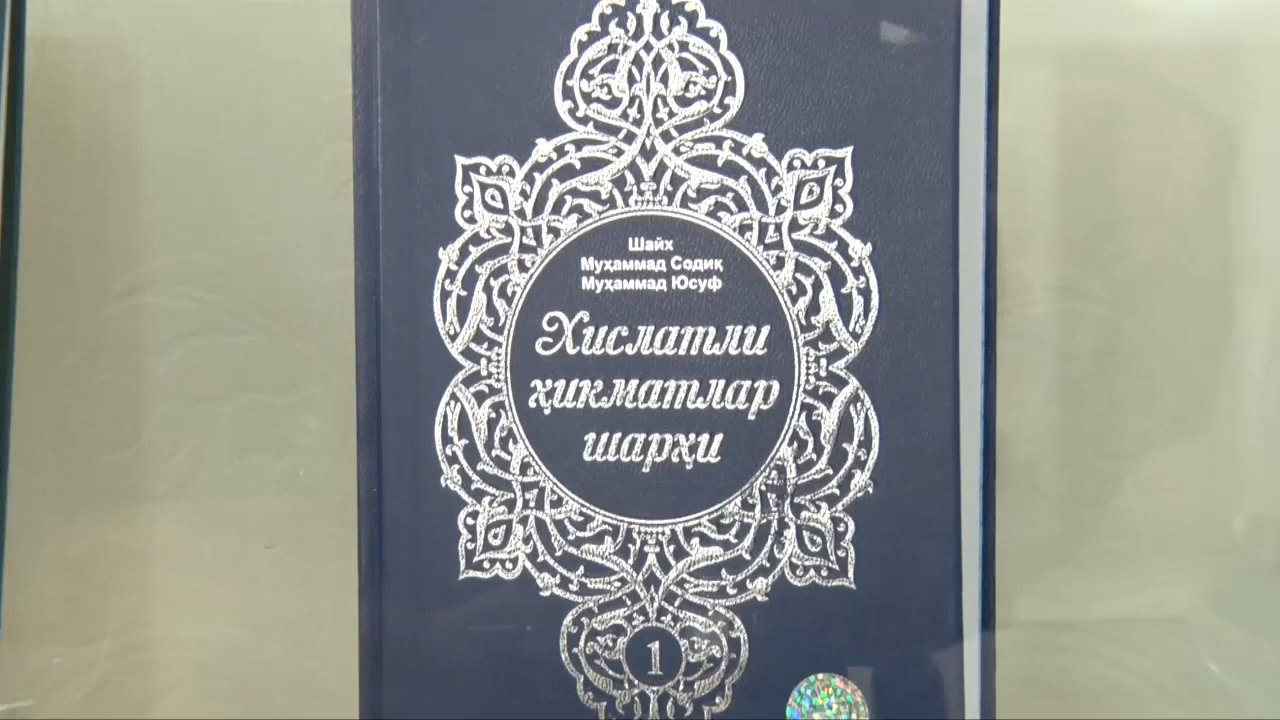 Шайх
Муҳаммад Содиқ
Муҳаммад Юсуф
Хислатли
ҳикматлар
шарҳи
1